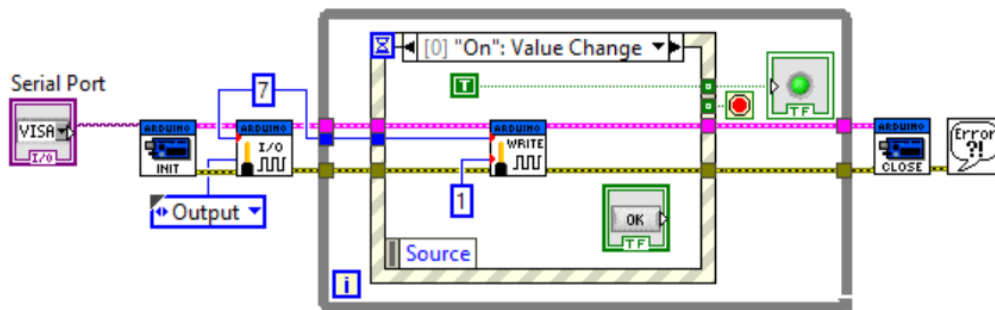 [0] "On": Value Change
Serial Port
7
T
TF
VISA
I/O
ARDUINO
INIT
ARDUINO
I/O
ARDUINO
WRITE
ARDUINO
CLOSE
Error
?!
Output
1
OK
TF
Source
i